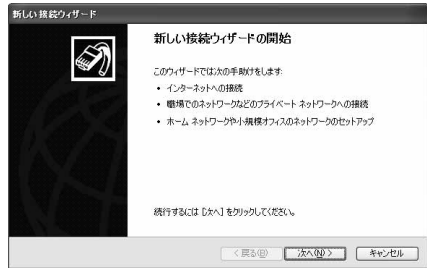 新しい接続ウィザード
新しい接続ウィザードの開始
このウィザードでは次の手助けをします:
• インターネットへの接続
• 職場でのネットワークなどのプライベート ネットワークへの接続
• ホーム ネットワークや小規模オフィスのネットワークのセットアップ
続行するには [次へ] をクリックしてください。
< 戻る(B) 次へ(N) > キャンセル